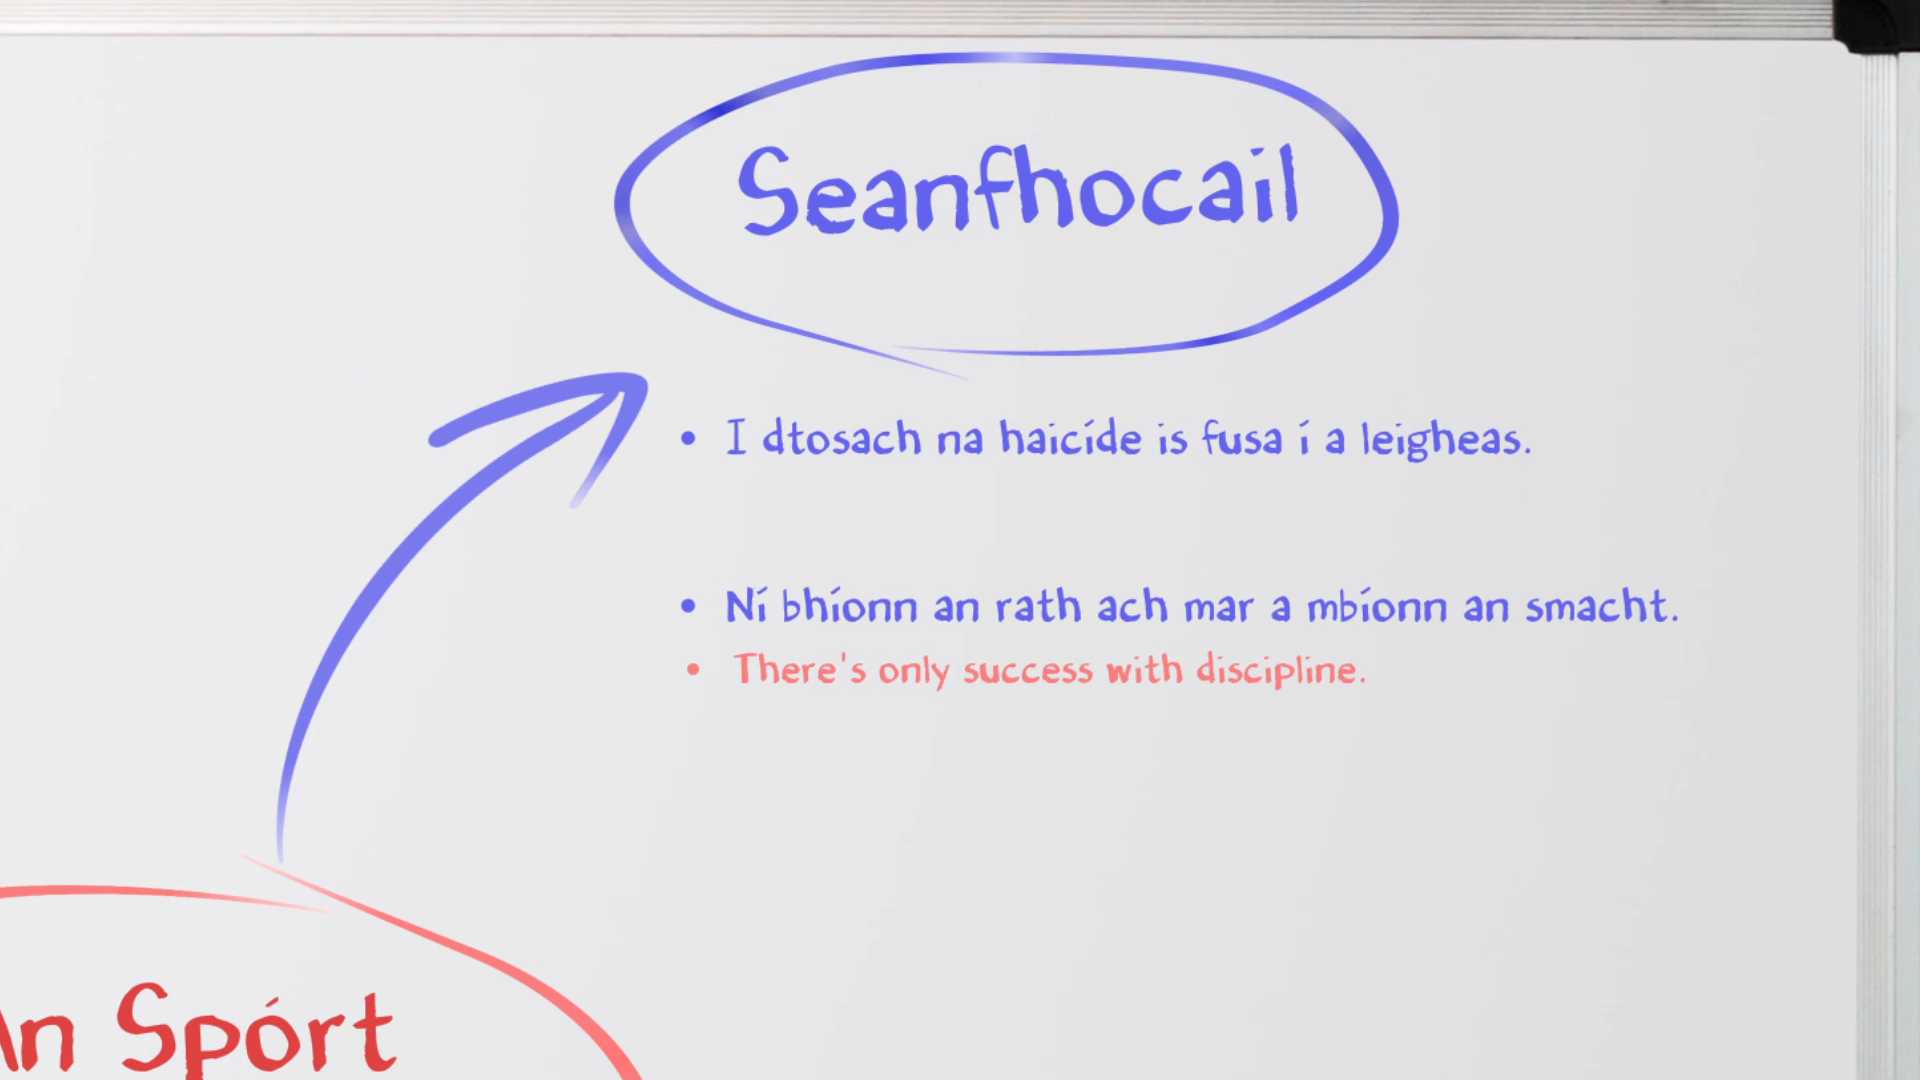 Seanfhocail
• I dtosach na haicíde is fusa í a leigheas.
• Ní bhíonn an rath ach mar a mbíonn an smacht.
• There's only success with discipline.
An Spórt